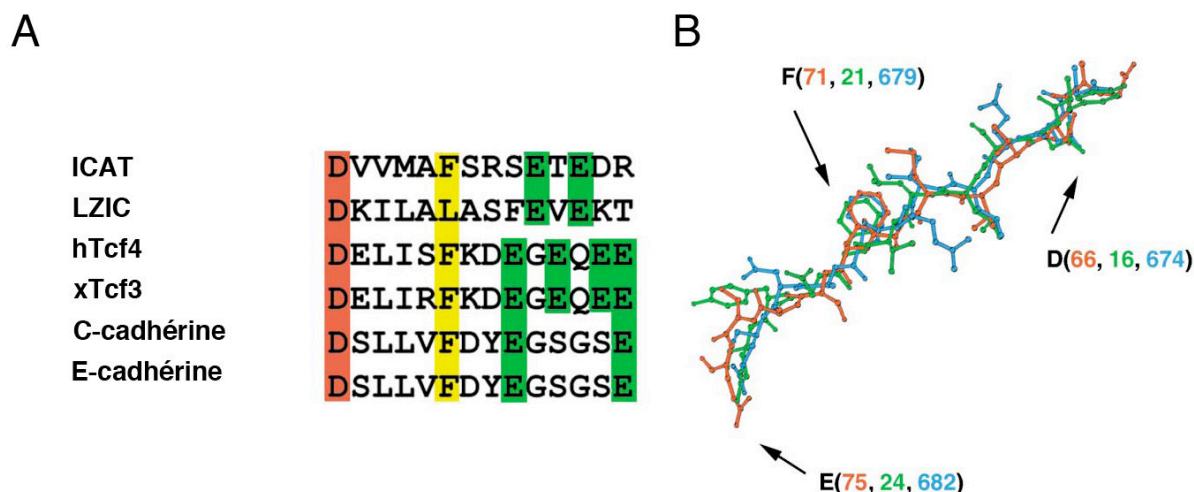 A
ICAT DVVMAFSRSETEDR
LZIC DKILALASFEVEKT
hTcf4 DELISFKDEGEQEE
xTcf3 DELIRFKDEGEQEE
C-cadhérine DSLLVFDYEGSGSE
E-cadhérine DSLLVFDYEGSGSE
B
F(71, 21, 679)
D(66, 16, 674)
E(75, 24, 682)